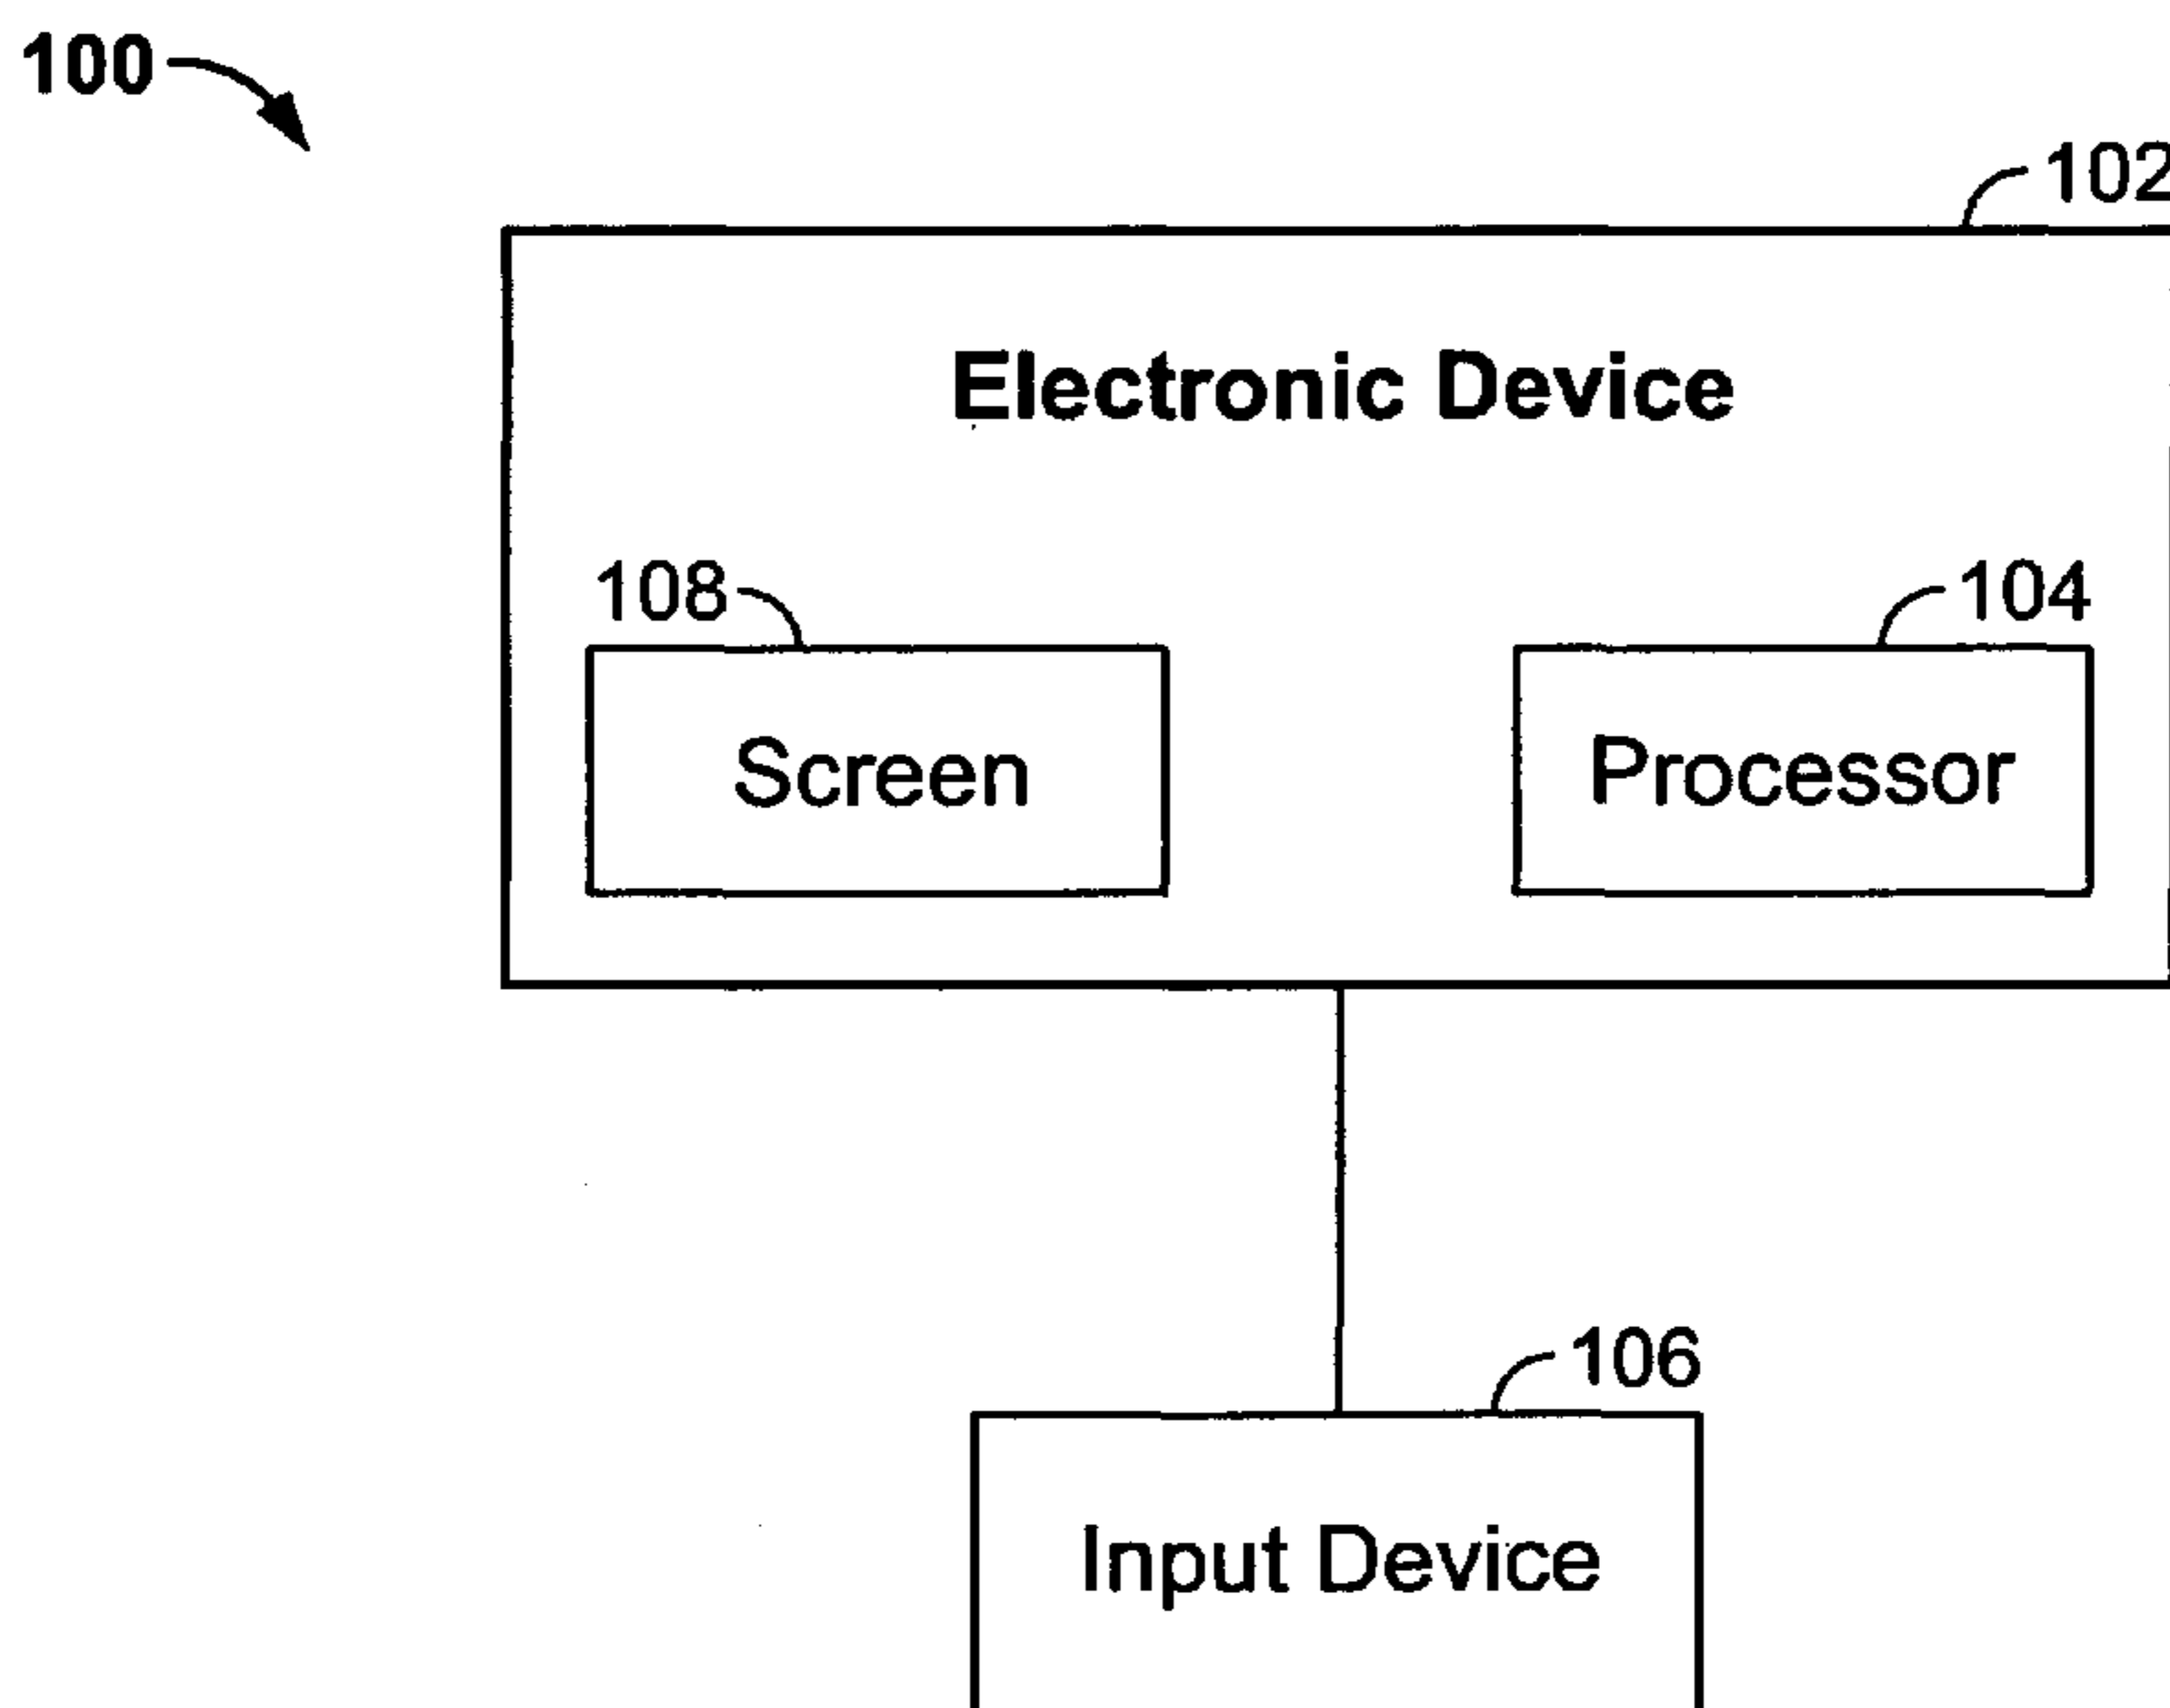 100
102
Electronic Device
108
104
Screen
Processor
106
Input Device